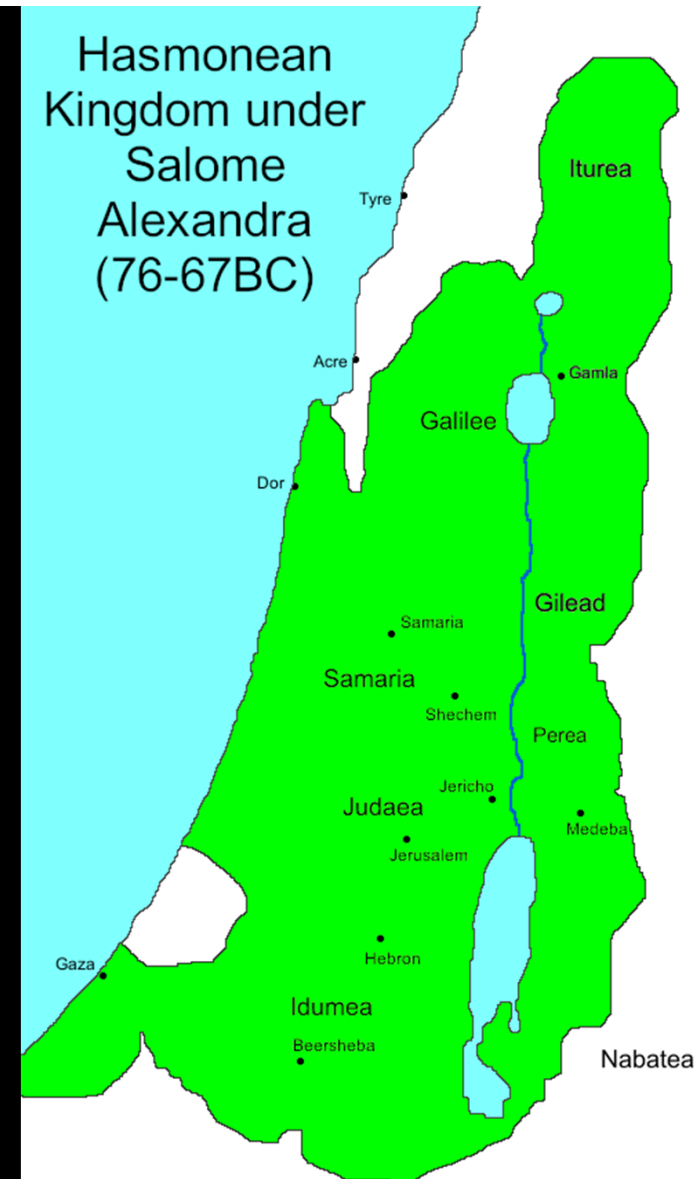 Hasmonean
Kingdom under
Salome
Alexandra
(76-67BC)
Iturea
Tyre
Acre
Gamla
Galilee
Dor
Gilead
Samaria
Samaria
Shechem
Perea
Jericho
Judaea
Medeba
Jerusalem
Hebron
Gaza
Idumea
Beersheba
Nabatea